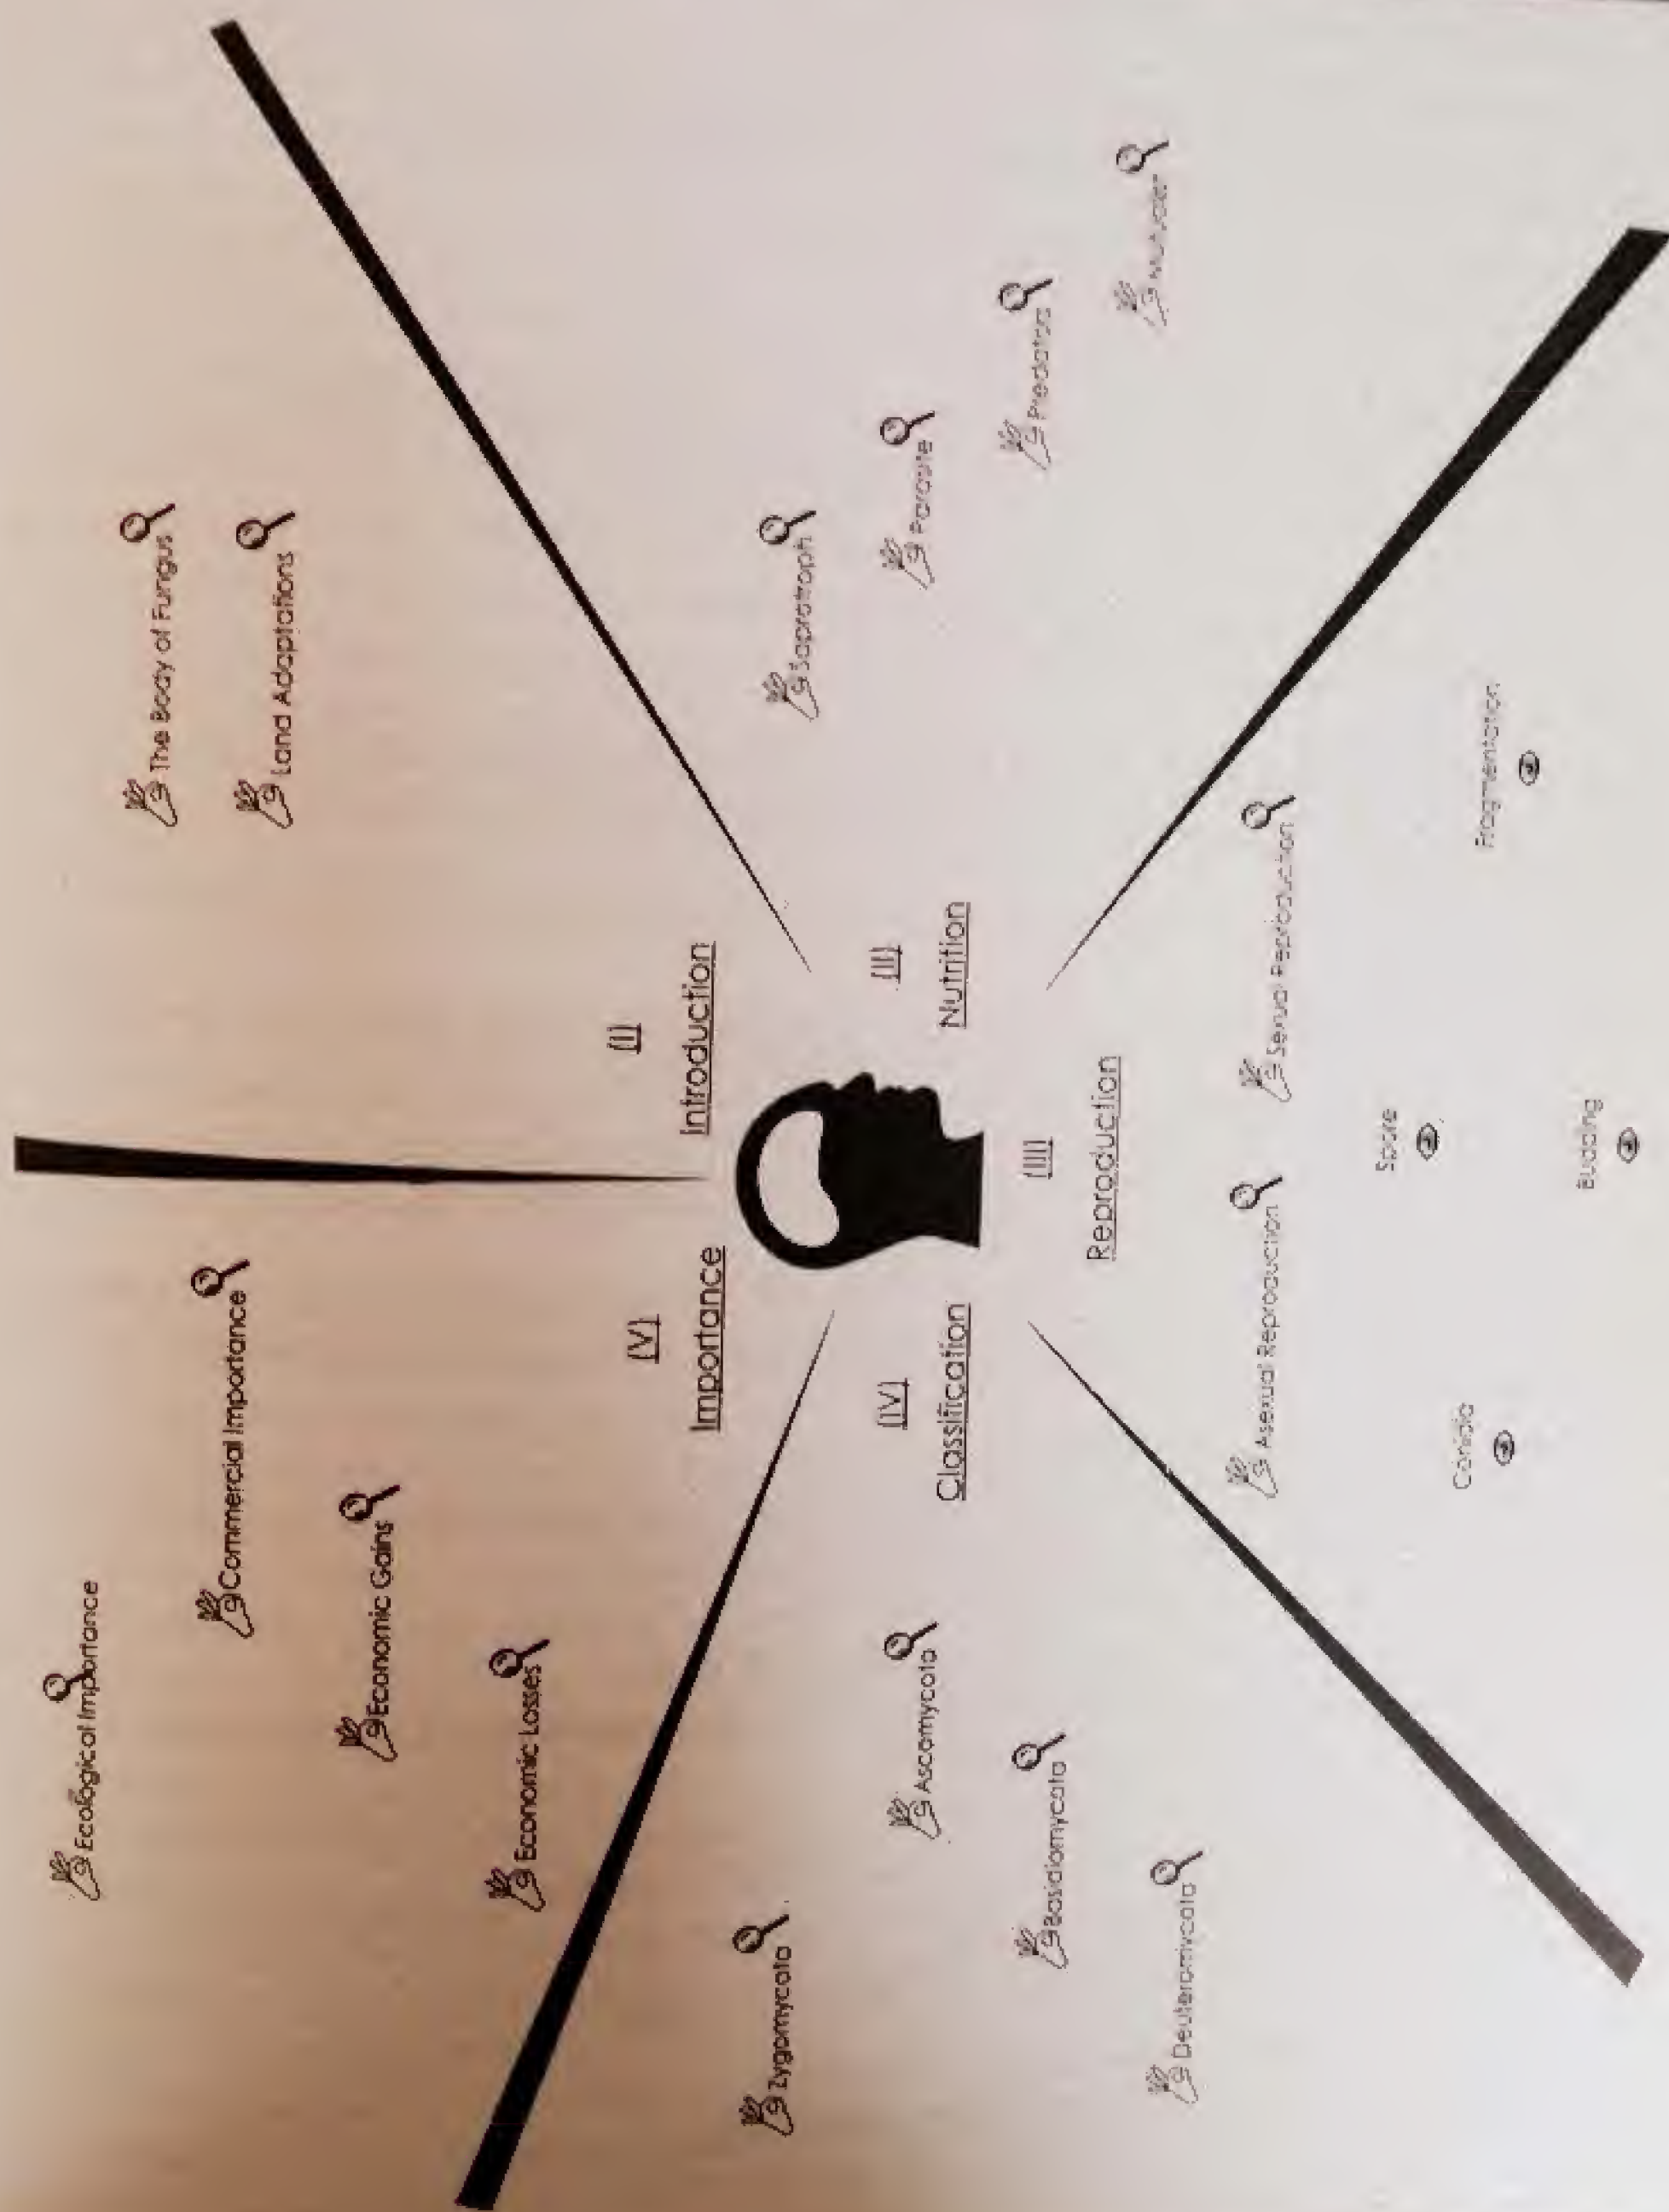 (I)
Introduction
The Body of Fungus
Land Adaptations
(II)
Nutrition
Saprotroph
Parasite
Predators
Mutualist
(III)
Reproduction
Asexual Reproduction
Sexual Reproduction
Spore
Conidia
Fragmentation
Budding
(IV)
Classification
Zygomycota
Ascomycota
Basidiomycota
Deuteromycota
(V)
Importance
Ecological Importance
Commercial Importance
Economic Gains
Economic Losses